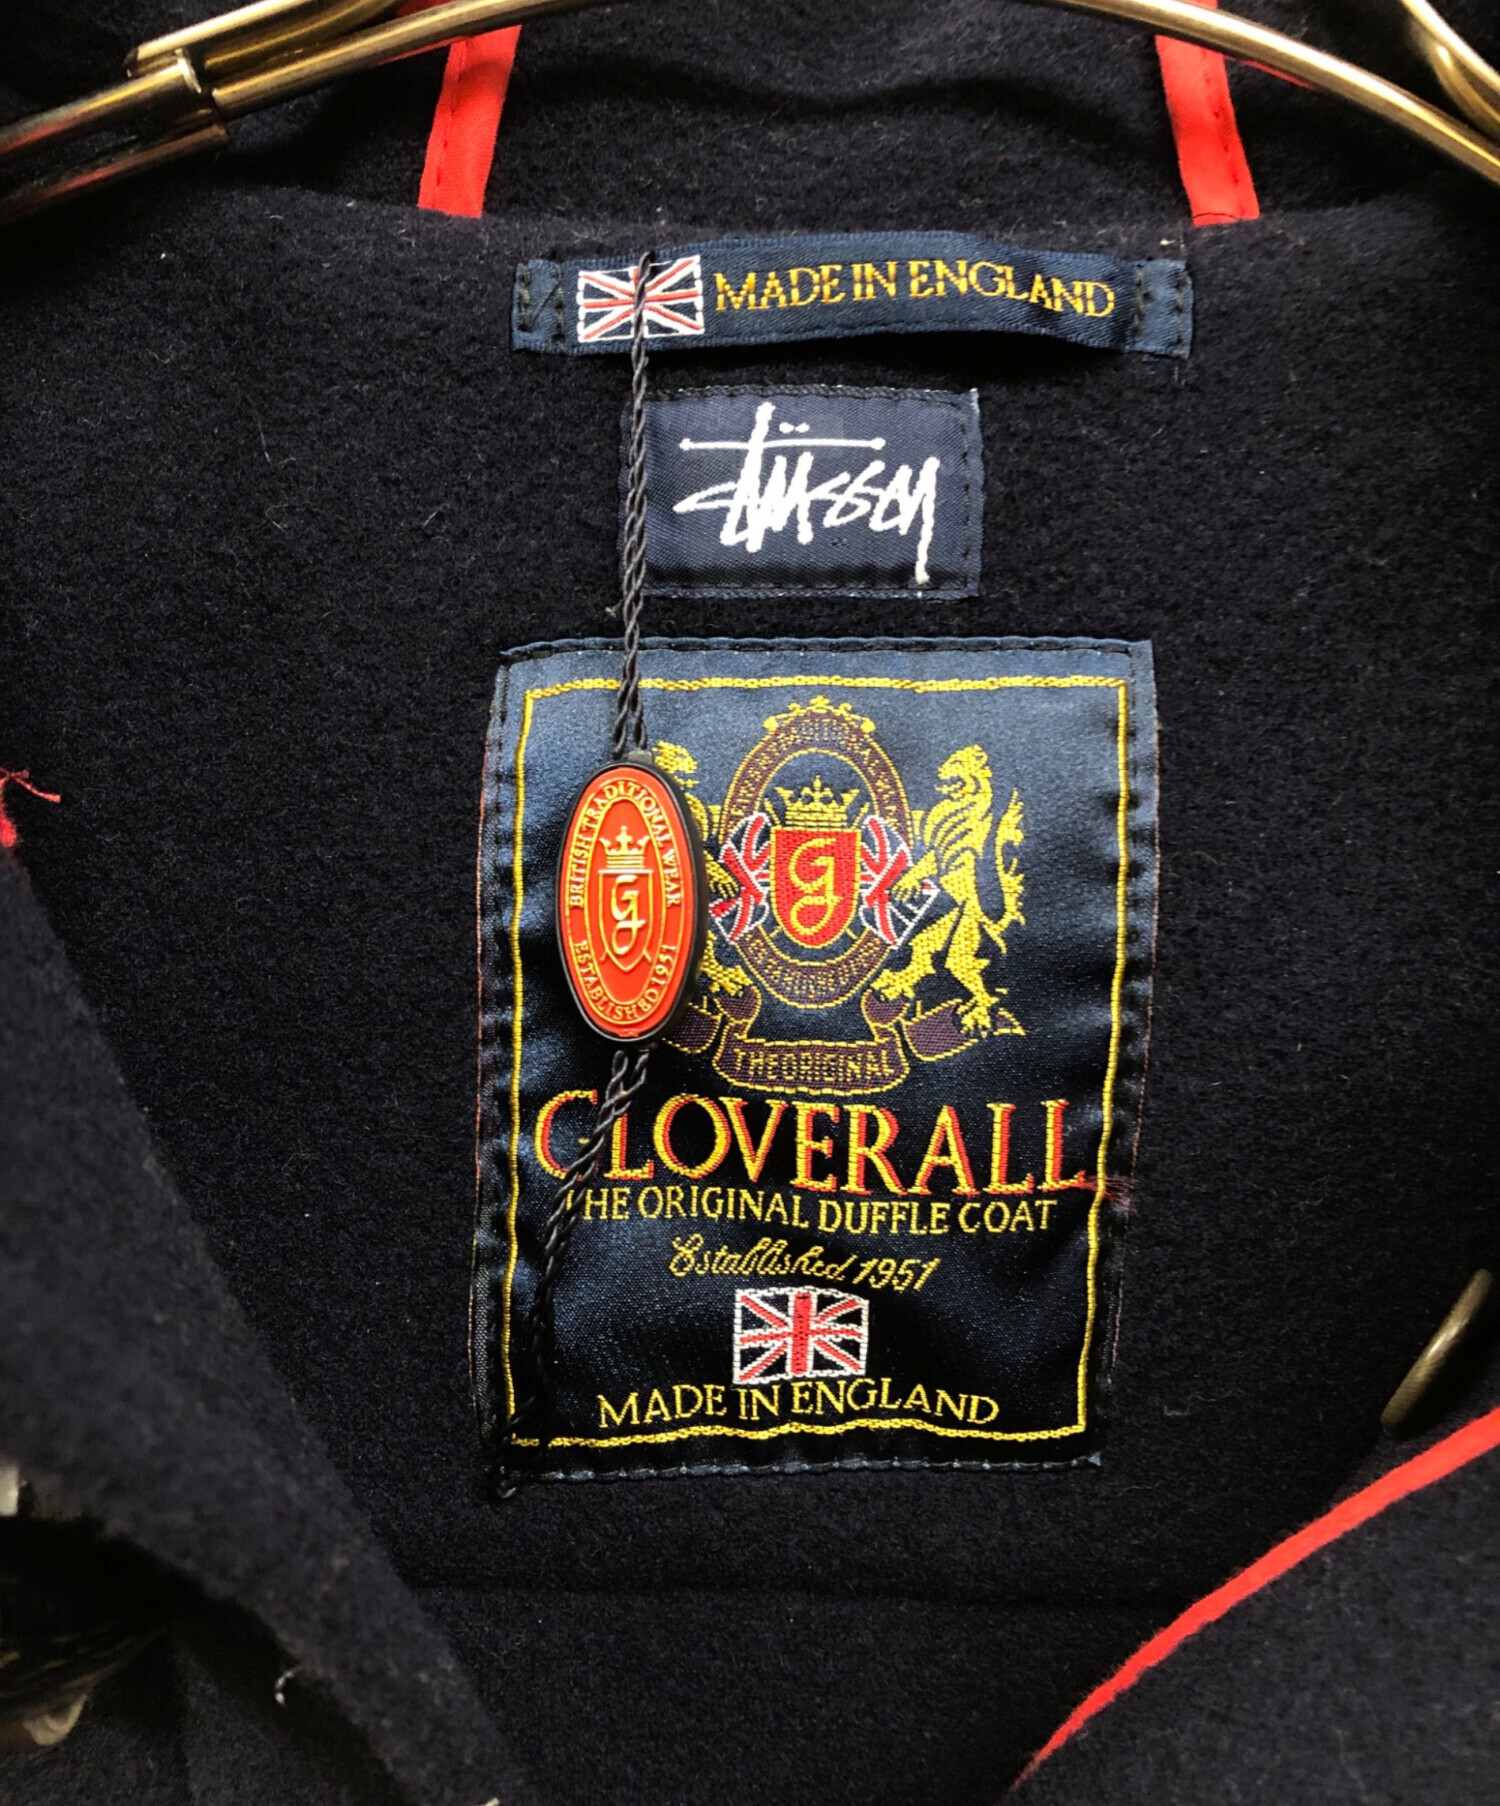 MADE IN ENGLAND
Stüssy
BRITISH TRADITIONAL WEAR
ESTABLISHED 1951
G
G
THE ORIGINAL
GLOVERALL
THE ORIGINAL DUFFLE COAT
Established 1951
MADE IN ENGLAND